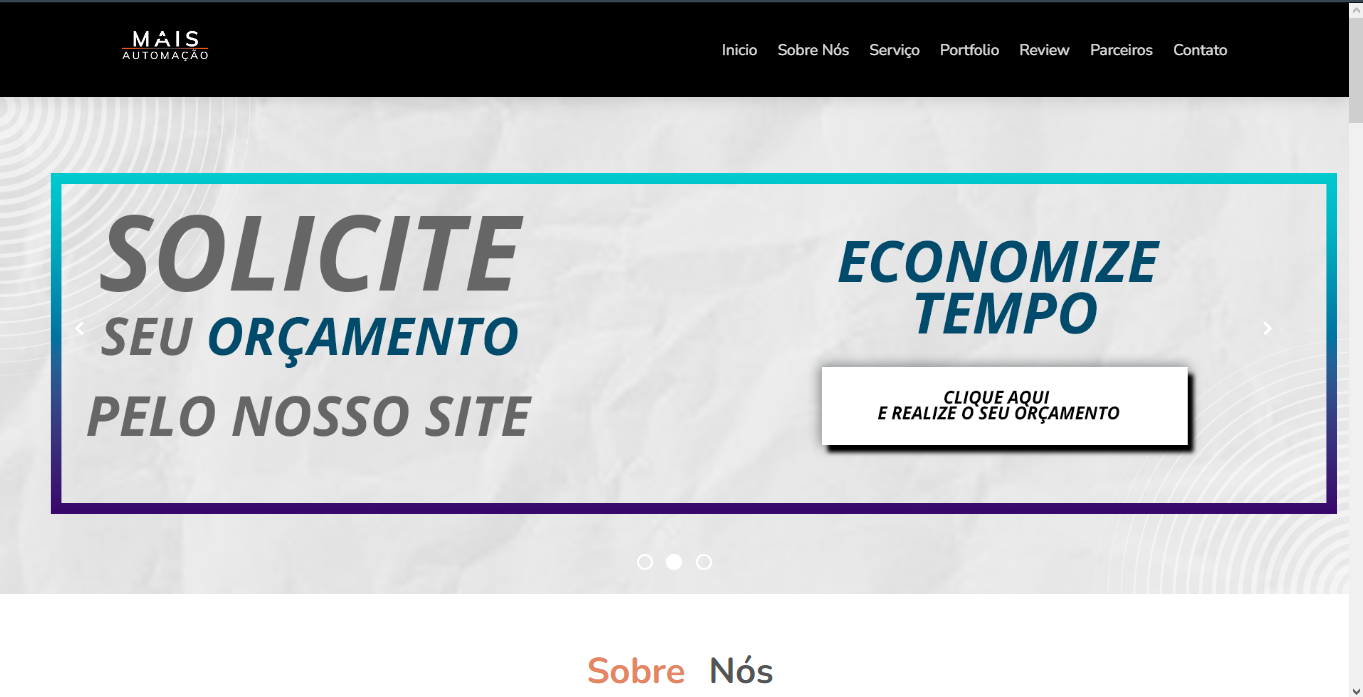 MAIS
AUTOMAÇÃO
Inicio Sobre Nós Serviço Portfolio Review Parceiros Contato
SOLICITE
SEU ORÇAMENTO
PELO NOSSO SITE
ECONOMIZE
TEMPO
CLIQUE AQUI
E REALIZE O SEU ORÇAMENTO
Sobre Nós